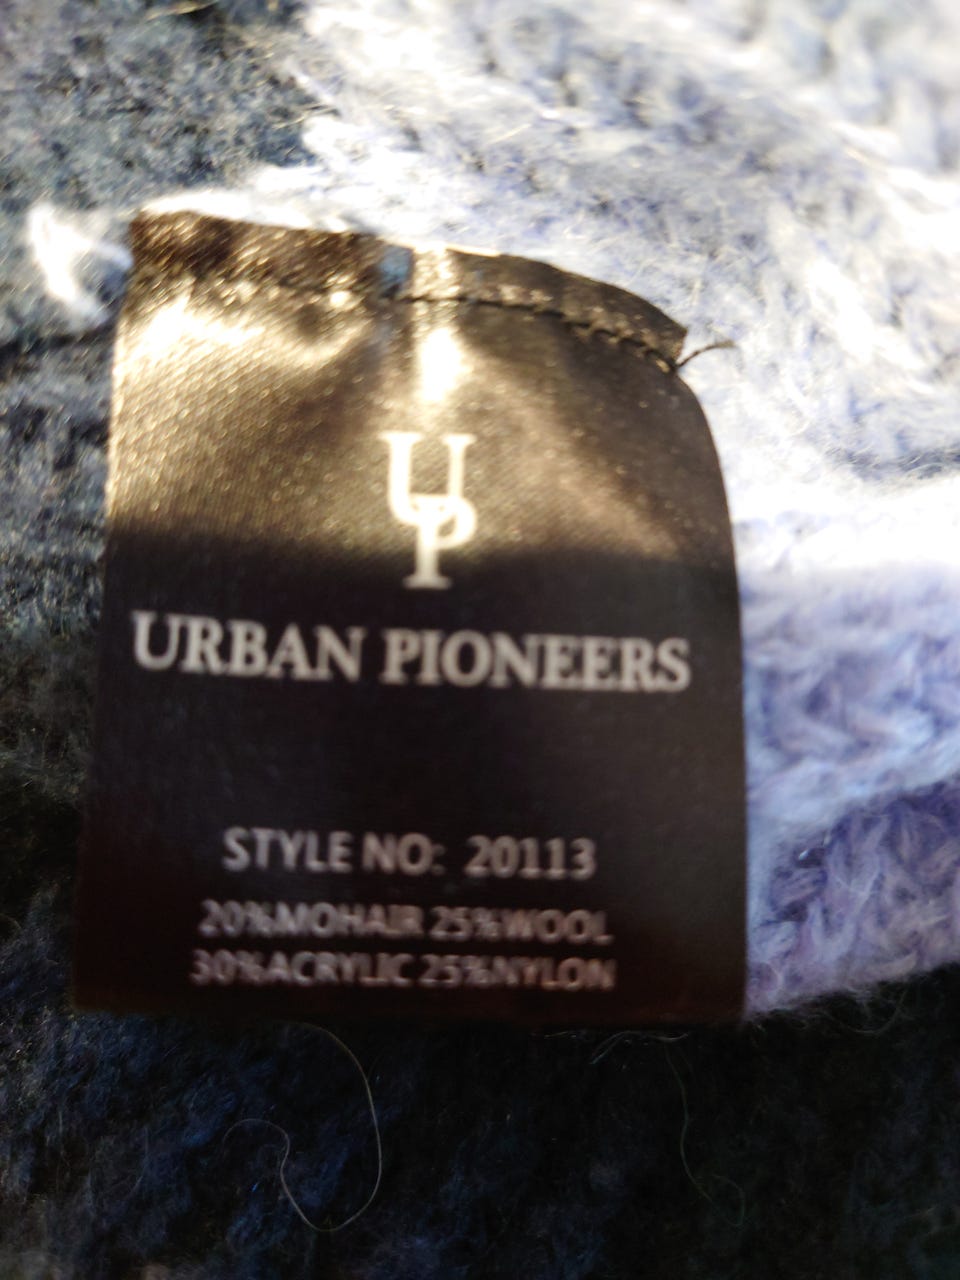 UP
URBAN PIONEERS
STYLE NO: 20113
20%MOHAIR 25%WOOL
30%ACRYLIC 25%NYLON